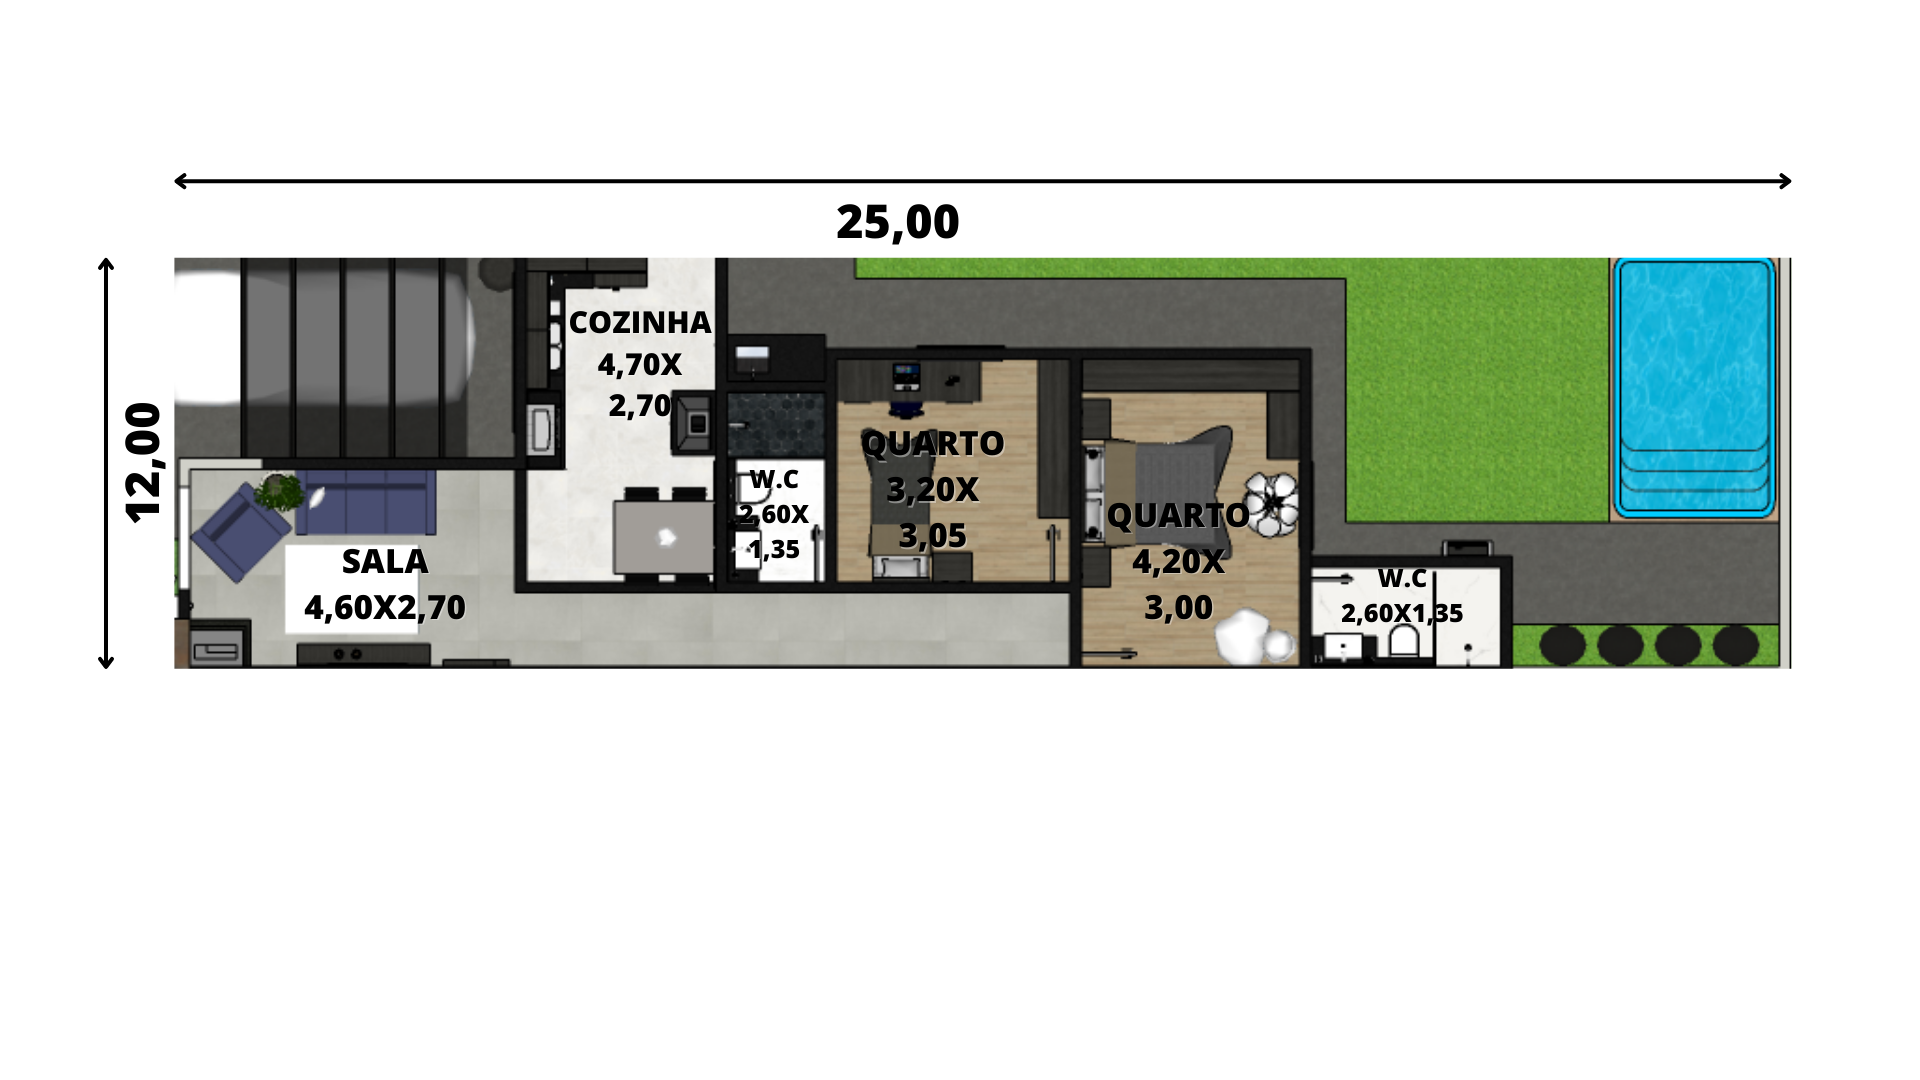 25,00
12,00
COZINHA
4,70X
2,70
QUARTO
3,20X
3,05
W.C
2,60X
1,35
QUARTO
4,20X
3,00
SALA
4,60X2,70
W.C
2,60X1,35